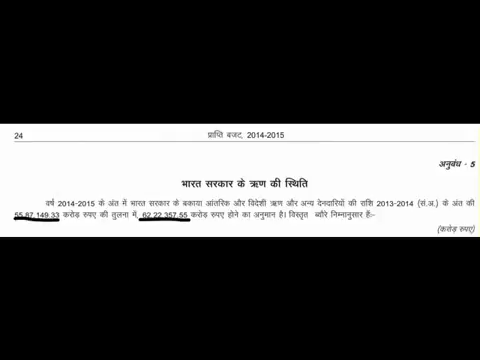 24
प्राप्ति बजट, 2014-2015
अनुबंध - 5
भारत सरकार के ऋण की स्थिति
वर्ष 2014-2015 के अंत में भारत सरकार के बकाया आंतरिक और विदेशी ऋण और अन्य देनदारियों की राशि 2013-2014 (सं.अ.) के अंत की
55,87,149.33 करोड़ रुपए की तुलना में, 62,22,357.55 करोड़ रुपए होने का अनुमान है। विस्तृत ब्यौरे निम्नानुसार हैं:-
(करोड़ रुपए)